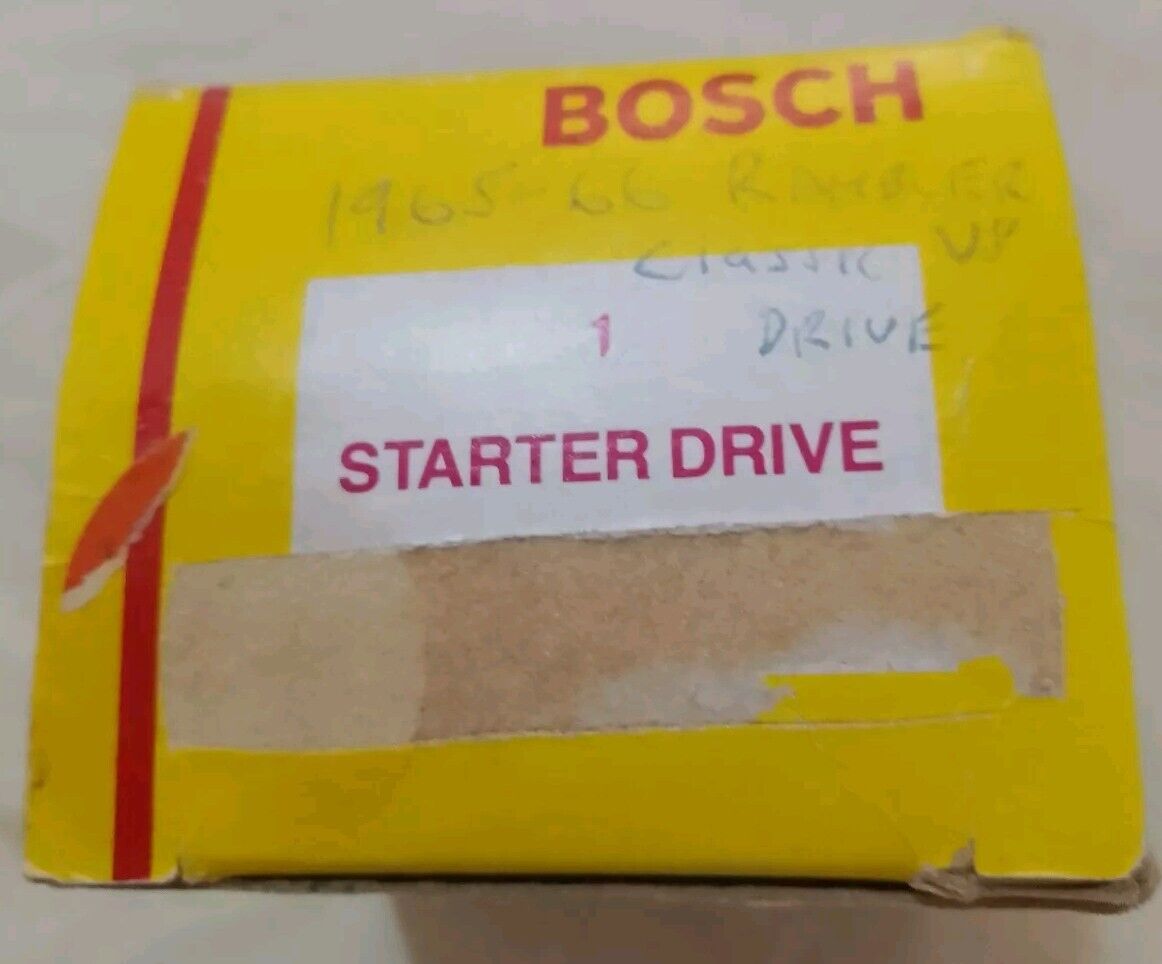 BOSCH
1965-66 RAMBLER
Classic V8
1 DRIVE
STARTER DRIVE